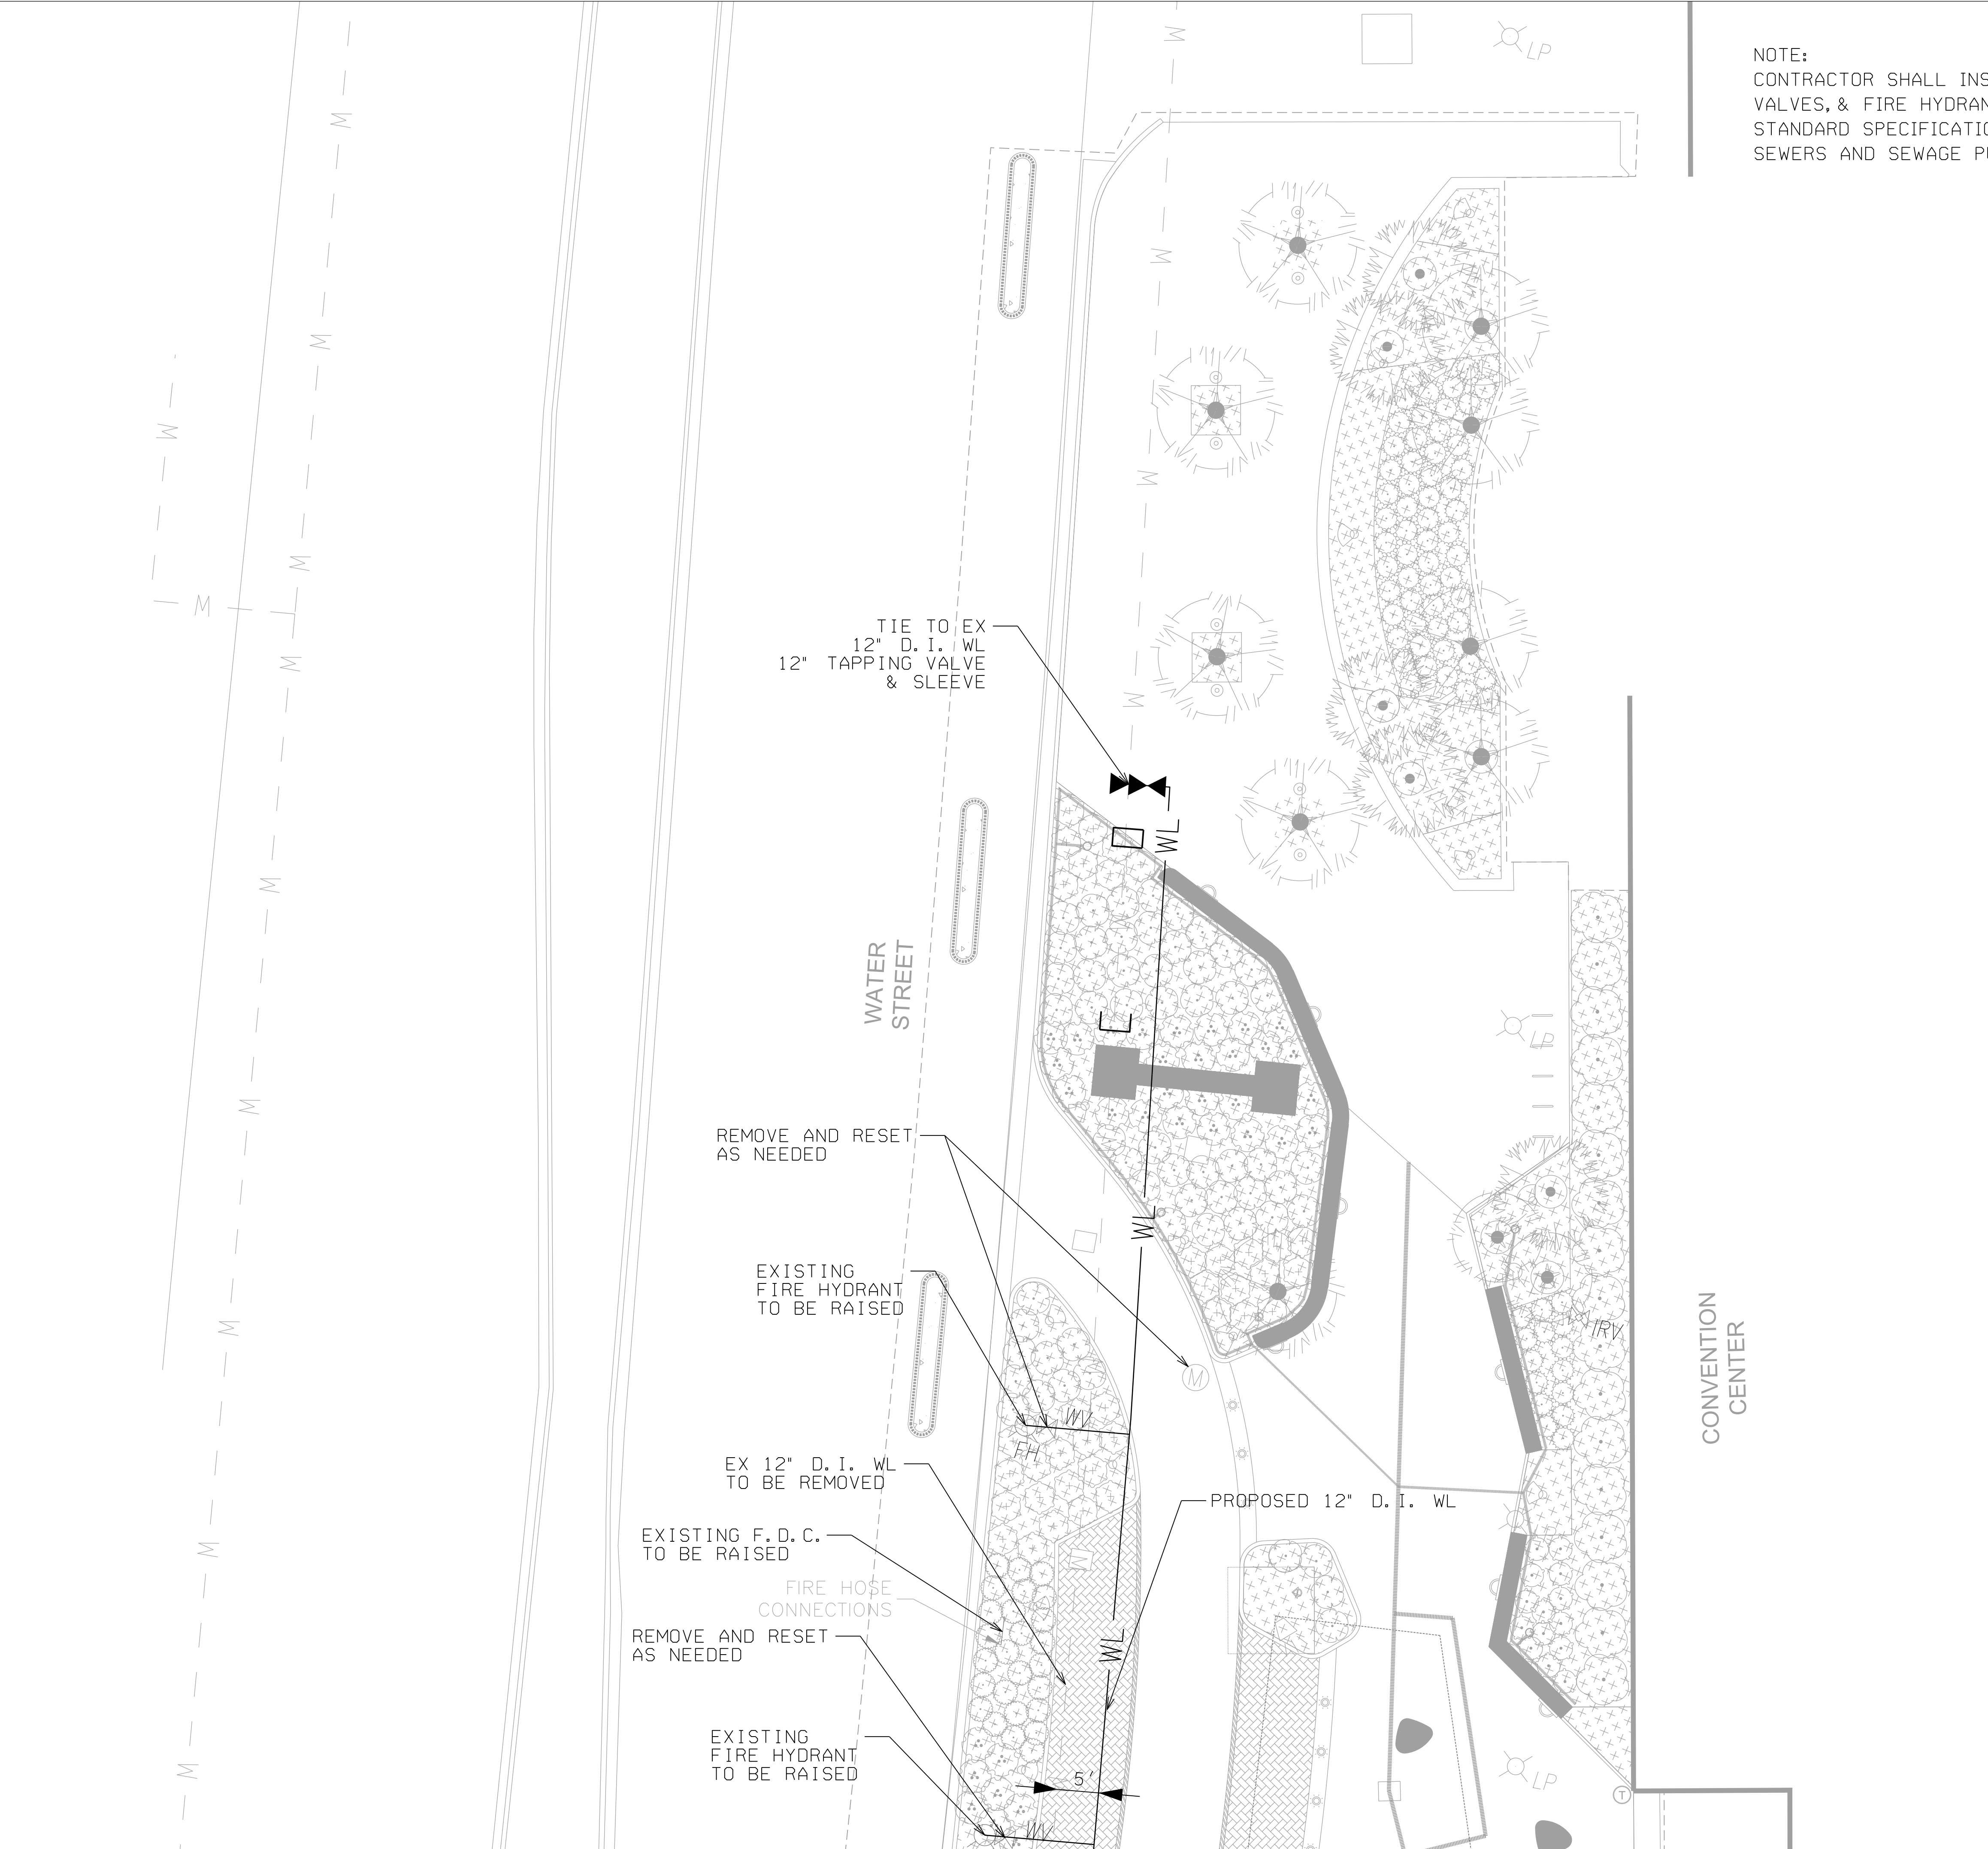 NOTE:
CONTRACTOR SHALL
VALVES, & FIRE
STANDARD
SEWERS AND SEWAGE
W
LP
W
W
W
W
W
W
W
W
W
W
TIE TO EX
12" D.I. WL
12" TAPPING VALVE
& SLEEVE
WL
W
WATER
STREET
LP
W
REMOVE AND RESET
AS NEEDED
WL
EXISTING
FIRE HYDRANT
TO BE RAISED
W
IRV
CONVENTION
CENTER
M
WV
FH
EX 12" D.I. WL
TO BE REMOVED
PROPOSED 12" D.I. WL
EXISTING F.D.C.
TO BE RAISED
W
W
FIRE HOSE
CONNECTIONS
REMOVE AND RESET
AS NEEDED
WL
EXISTING
FIRE HYDRANT
TO BE RAISED
W
5'
LP
T
WV